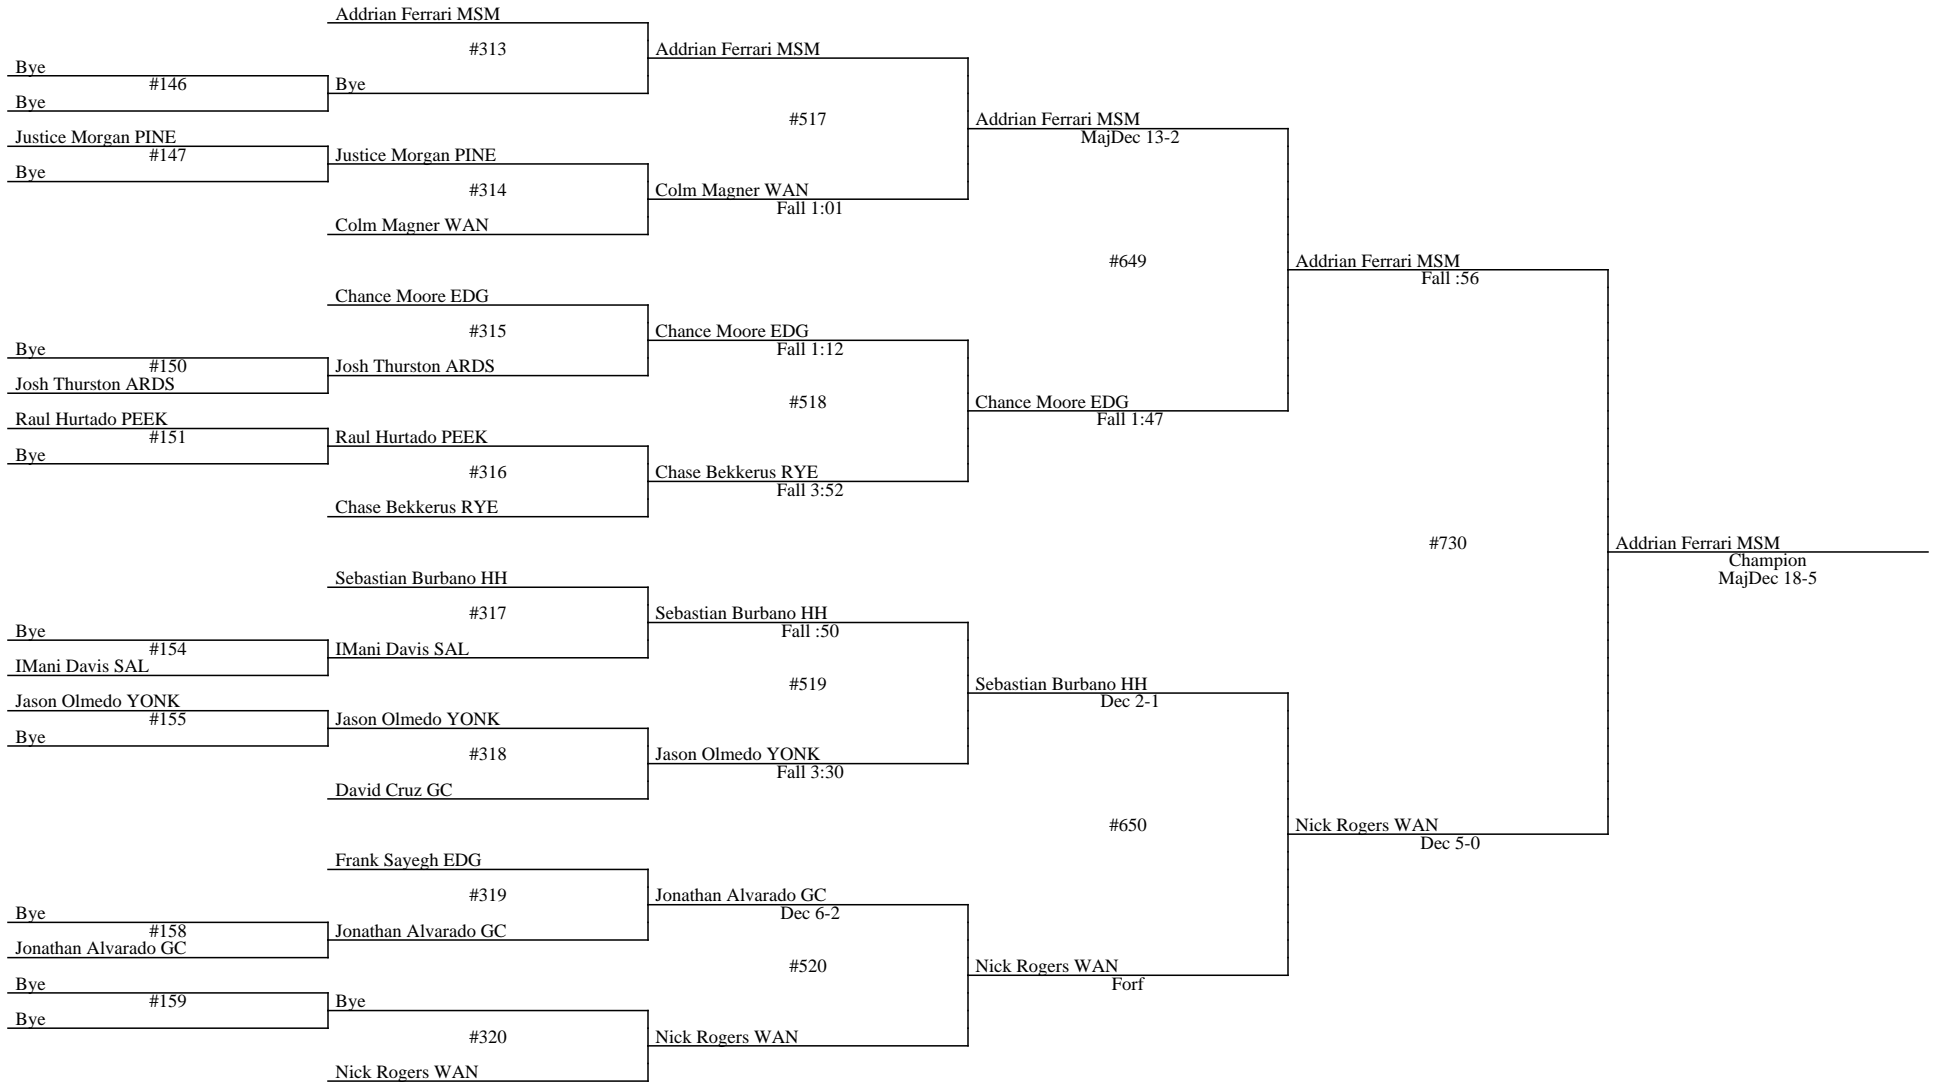 Addrian Ferrari MSM
#313
Addrian Ferrari MSM
Bye
#146
Bye
Bye
#517
Addrian Ferrari MSM
MajDec 13-2
Justice Morgan PINE
#147
Justice Morgan PINE
Bye
#314
Colm Magner WAN
Fall 1:01
Colm Magner WAN
#649
Addrian Ferrari MSM
Fall :56
Chance Moore EDG
#315
Chance Moore EDG
Fall 1:12
Bye
#150
Josh Thurston ARDS
Josh Thurston ARDS
#518
Chance Moore EDG
Fall 1:47
Raul Hurtado PEEK
#151
Raul Hurtado PEEK
Bye
#316
Chase Bekkerus RYE
Fall 3:52
Chase Bekkerus RYE
#730
Addrian Ferrari MSM
Champion
MajDec 18-5
Sebastian Burbano HH
#317
Sebastian Burbano HH
Fall :50
Bye
#154
IMani Davis SAL
IMani Davis SAL
#519
Sebastian Burbano HH
Dec 2-1
Jason Olmedo YONK
#155
Jason Olmedo YONK
Bye
#318
Jason Olmedo YONK
Fall 3:30
David Cruz GC
#650
Nick Rogers WAN
Dec 5-0
Frank Sayegh EDG
#319
Jonathan Alvarado GC
Dec 6-2
Bye
#158
Jonathan Alvarado GC
Jonathan Alvarado GC
#520
Nick Rogers WAN
Forf
Bye
#159
Bye
Bye
#320
Nick Rogers WAN
Nick Rogers WAN